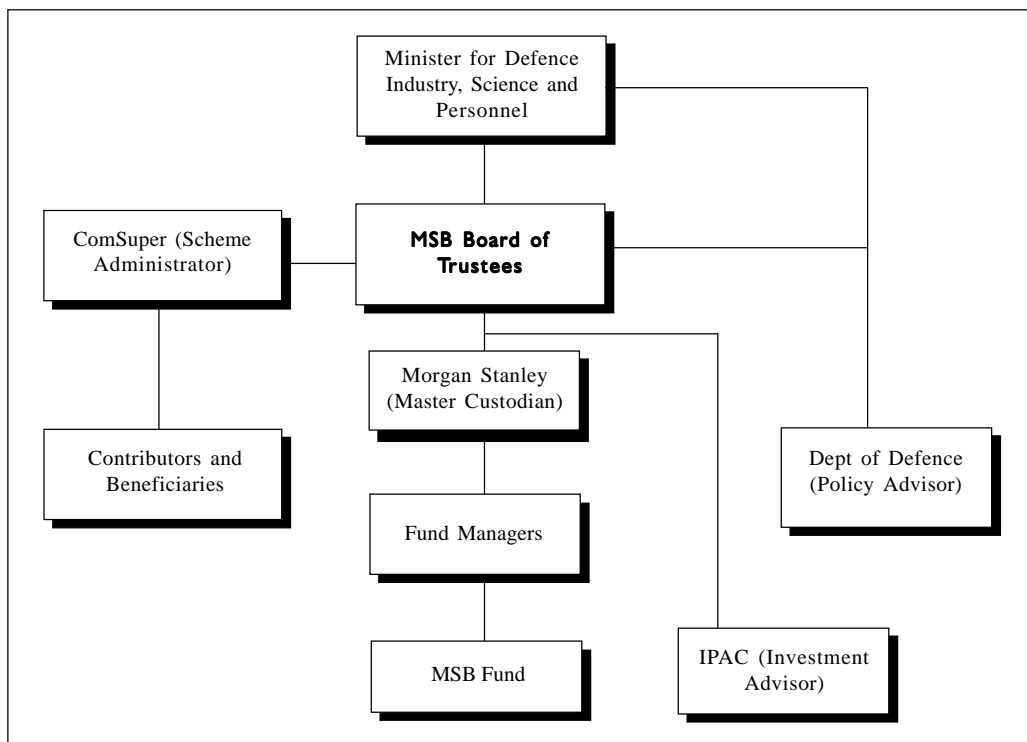 Minister for Defence
Industry, Science and
Personnel
ComSuper (Scheme
Administrator)
MSB Board of
Trustees
Morgan Stanley
(Master Custodian)
Contributors and
Beneficiaries
Dept of Defence
(Policy Advisor)
Fund Managers
MSB Fund
IPAC (Investment
Advisor)